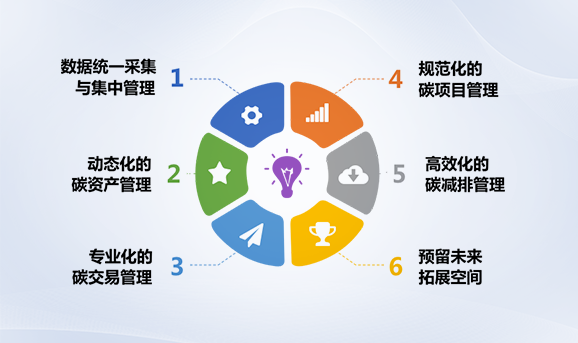 数据统一采集
与集中管理
1
动态化的
碳资产管理
2
专业化的
碳交易管理
3
4
规范化的
碳项目管理
5
高效化的
碳减排管理
6
预留未来
拓展空间